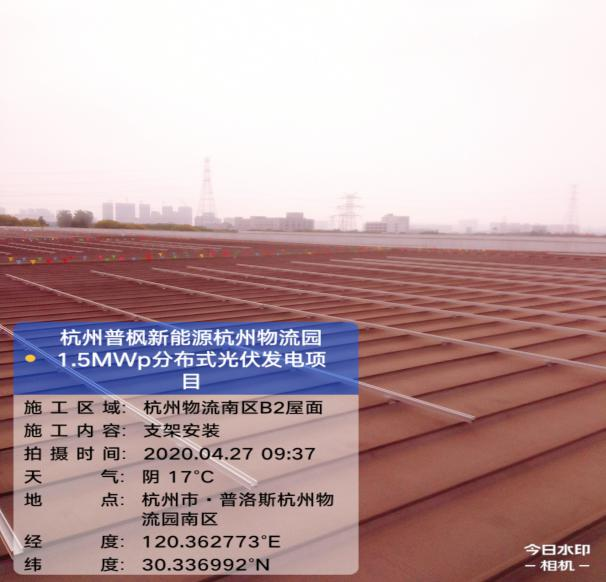 杭州普枫新能源杭州物流园
1.5MWp分布式光伏发电项
目
施工区域: 杭州物流南区B2屋面
施工内容: 支架安装
拍摄时间: 2020.04.27 09:37
天气: 阴 17°C
地点: 杭州市·普洛斯杭州物
流园南区
经度: 120.362773°E
纬度: 30.336992°N
今日水印
－相机－